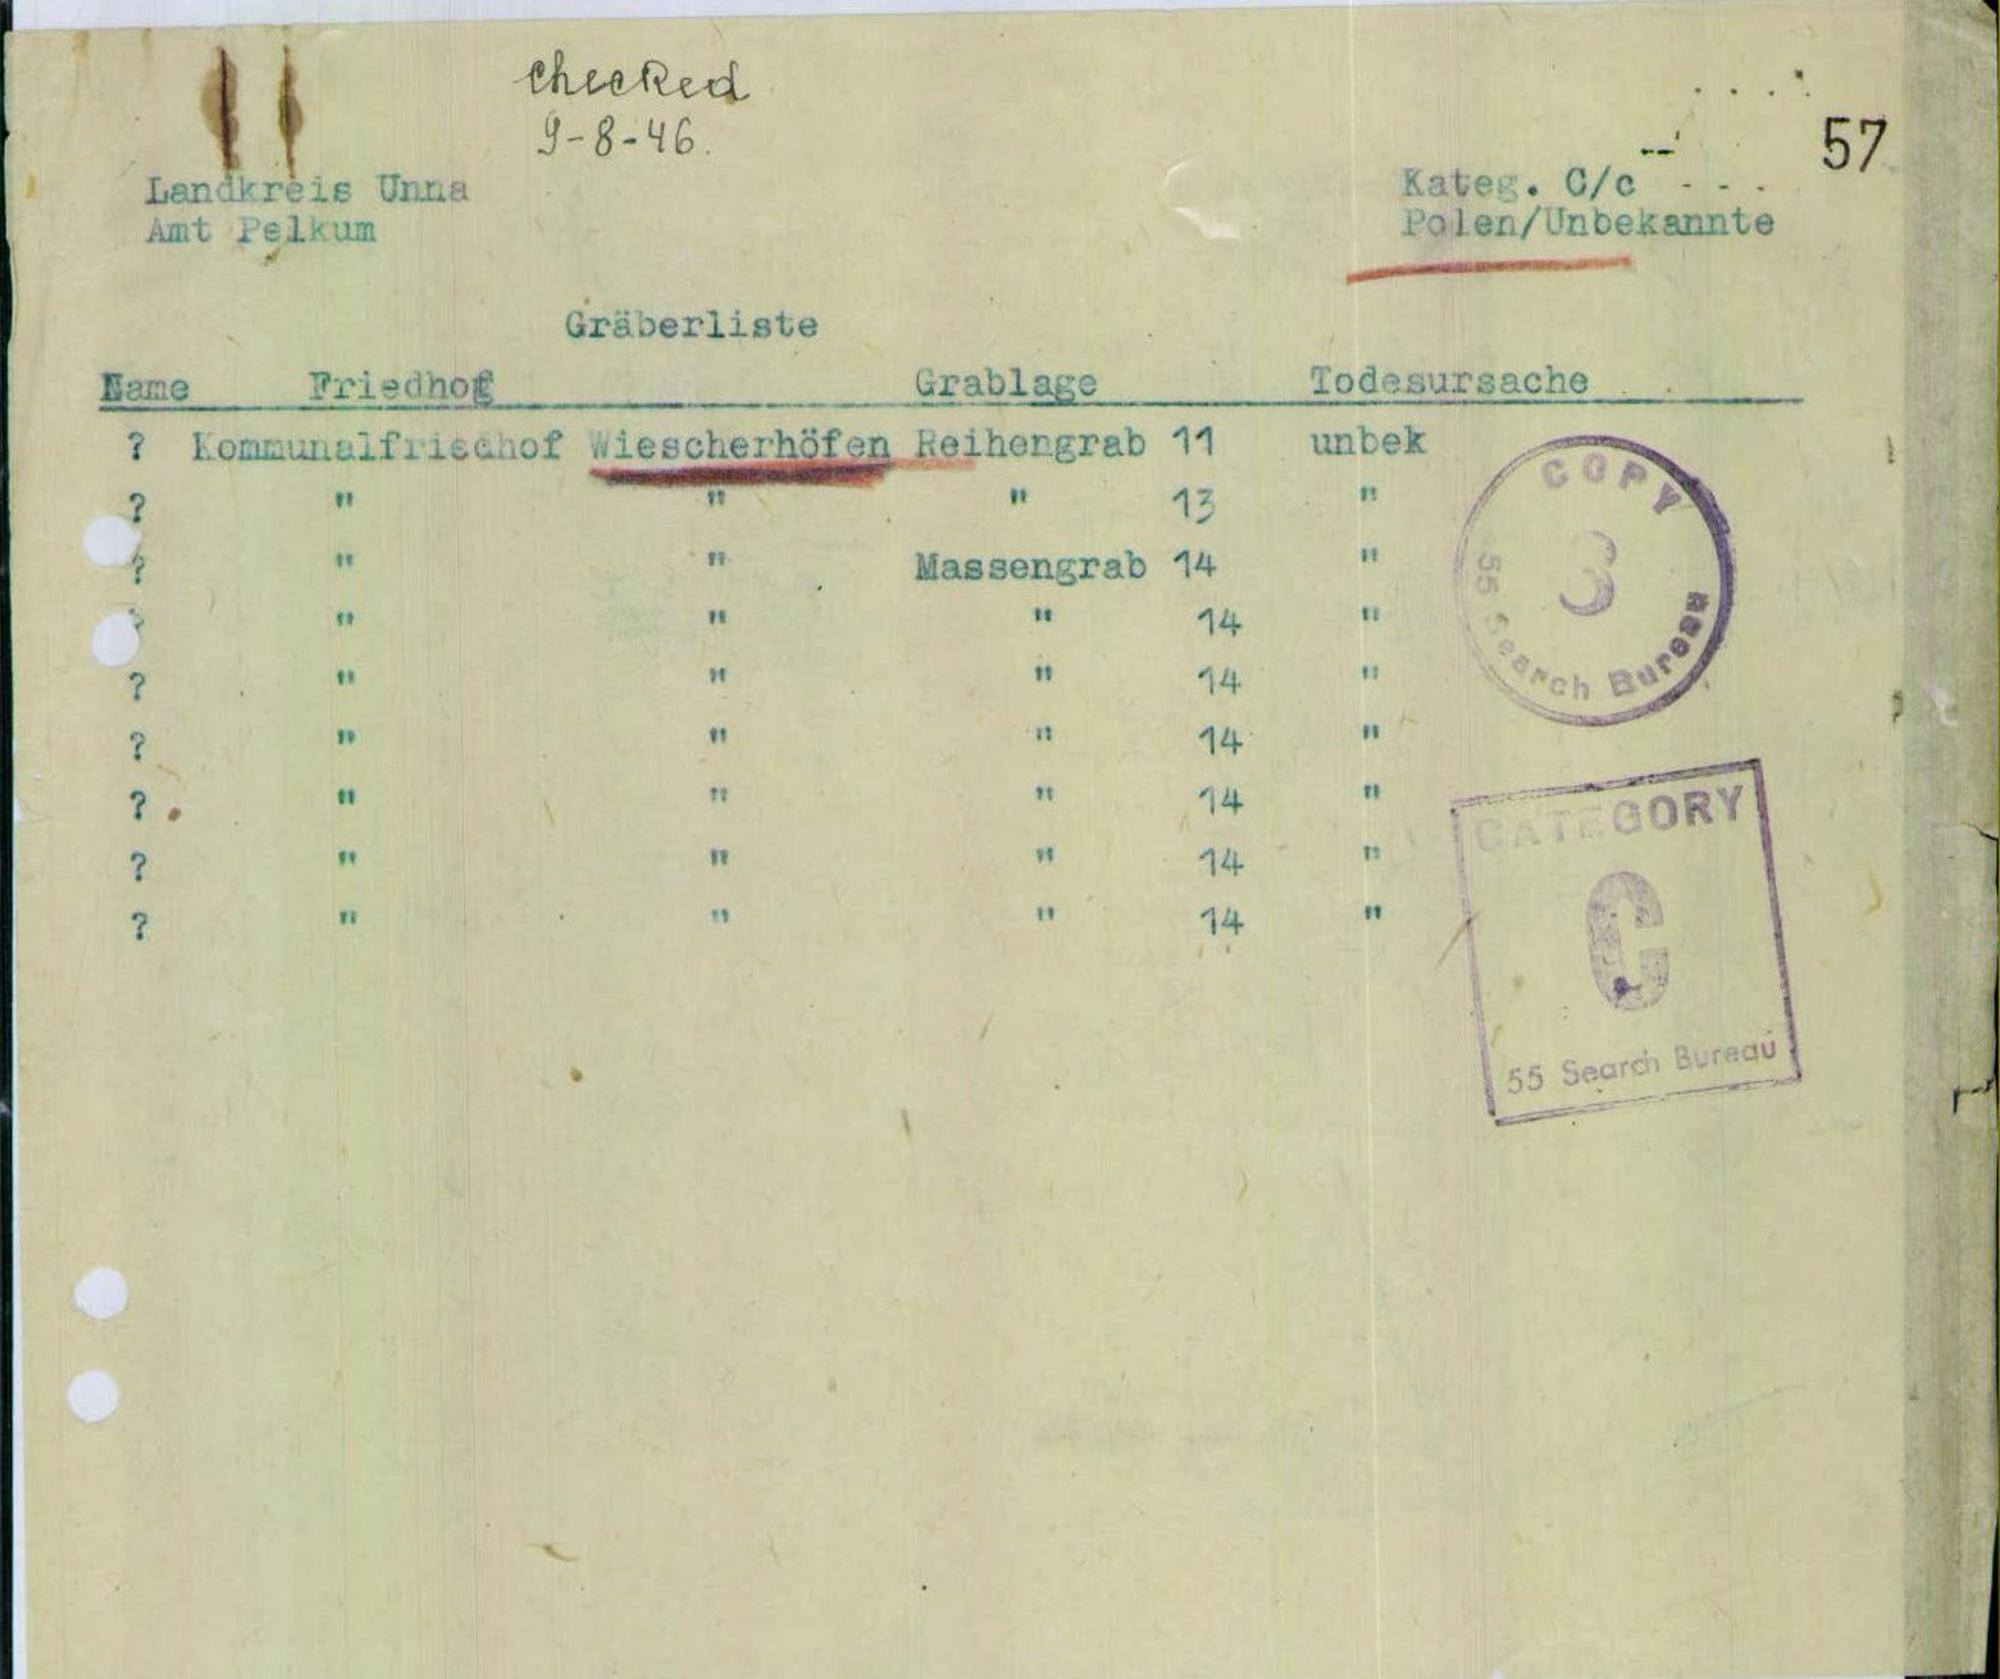 checked
9-8-46.
57
Landkreis Unna
Amt Pelkum
Kateg. C/c - - -
Polen/Unbekannte
Gräberliste
Name Friedhof Grablage Todesursache
? Kommunalfriedhof Wiescherhöfen Reihengrab 11 unbek
? " " " 13 "
? " " Massengrab 14 "
? " " " 14 "
? " " " 14 "
? " " " 14 "
? " " " 14 "
? " " " 14 "
? " " " 14 "
COPY
3
55 Search Bureau
CATEGORY
C
55 Search Bureau